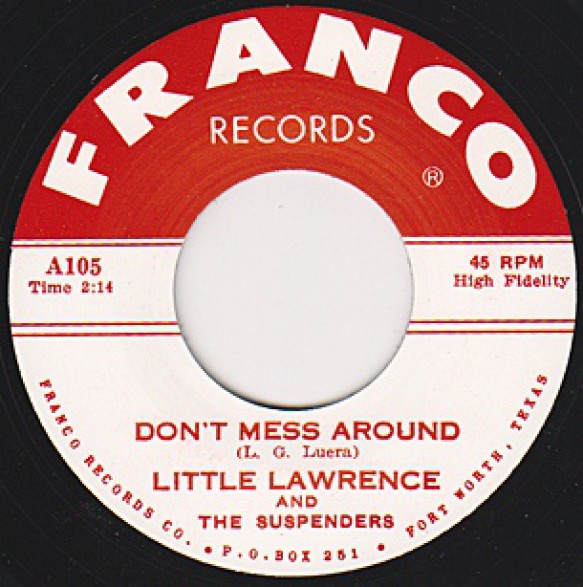 FRANCO
RECORDS
®
A105
Time 2:14
45 RPM
High Fidelity
DON'T MESS AROUND
(L. G. Luera)
LITTLE LAWRENCE
AND
THE SUSPENDERS
FRANCO RECORDS CO. • P.O. BOX 251 • FORT WORTH, TEXAS